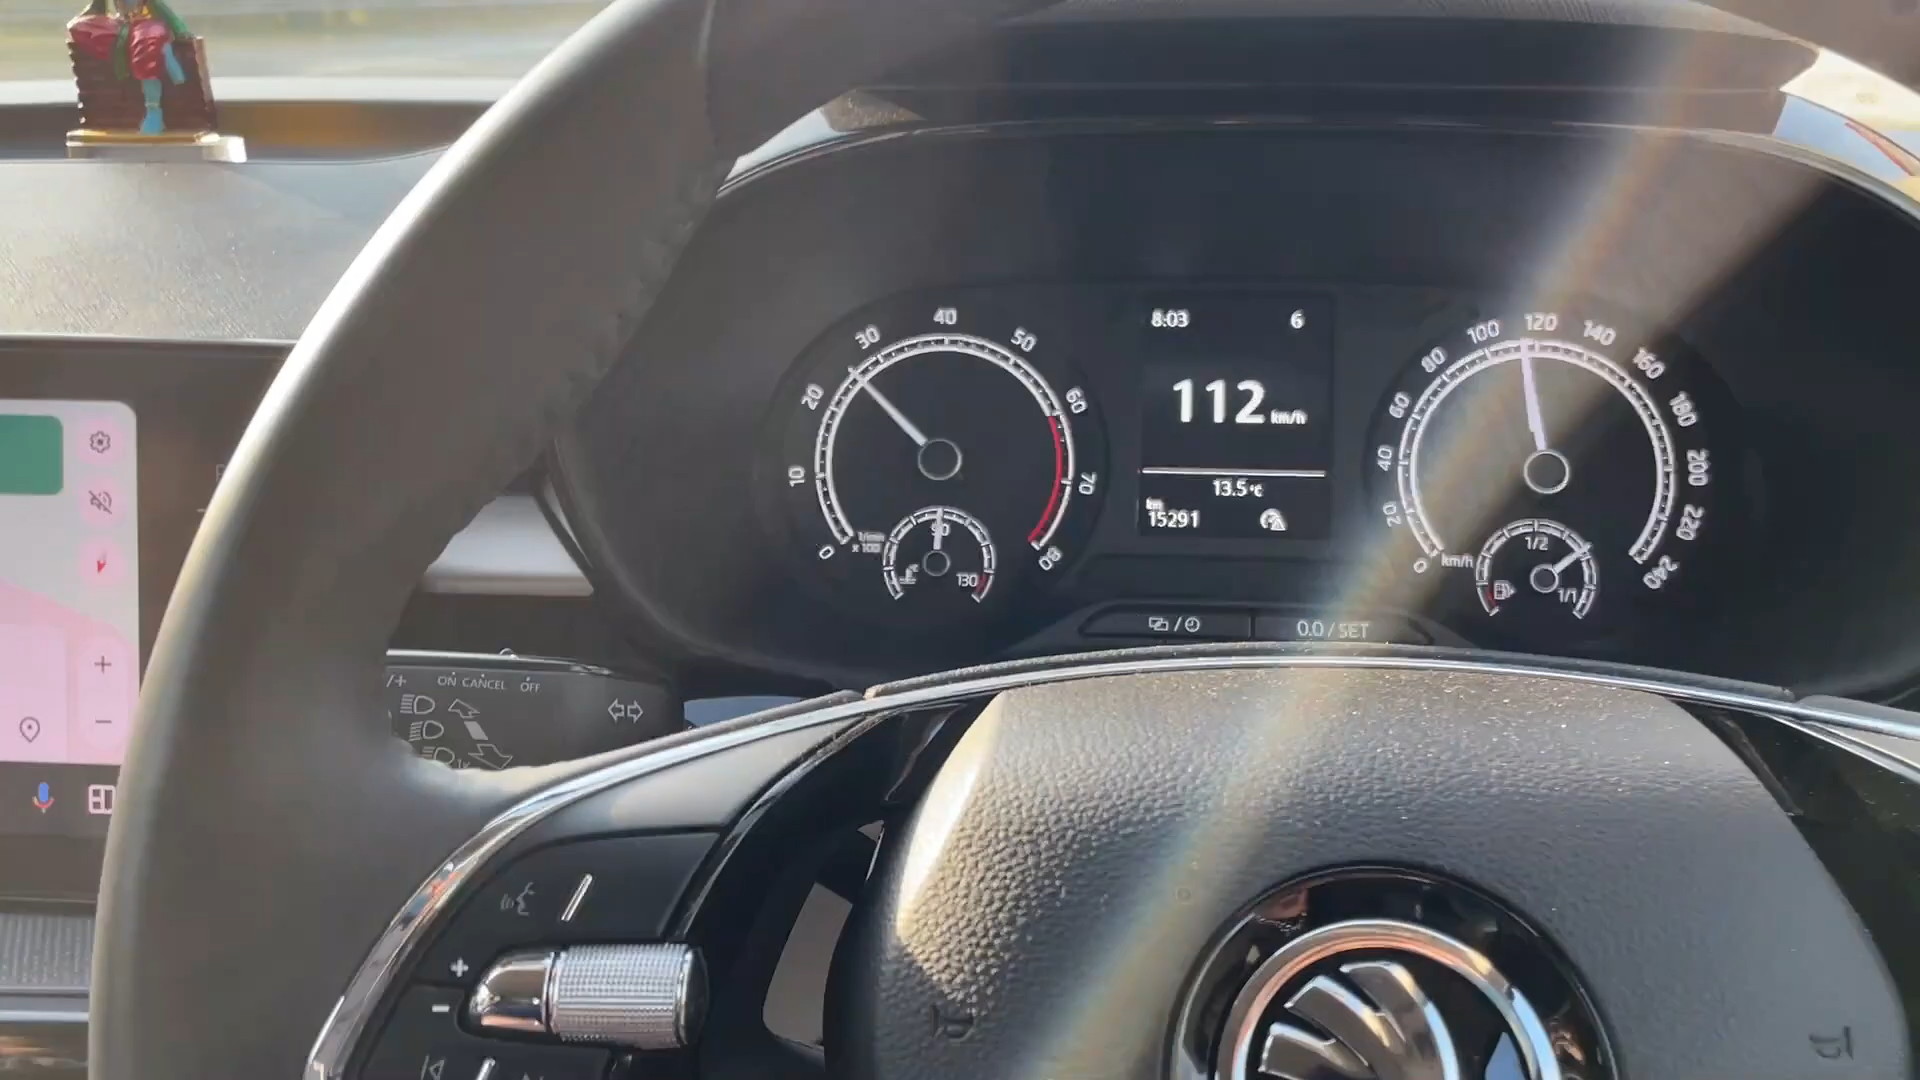 8:03 6
112 km/h
13.5 °C
km
15291
0 10 20 30 40 50 60 70 80
1/min
x 100
90
130
0 20 40 60 80 100 120 140 160 180 200 220 240
km/h
1/2
1/1
0.0 / SET
/+ ON CANCEL OFF
1x
+
-
+
-